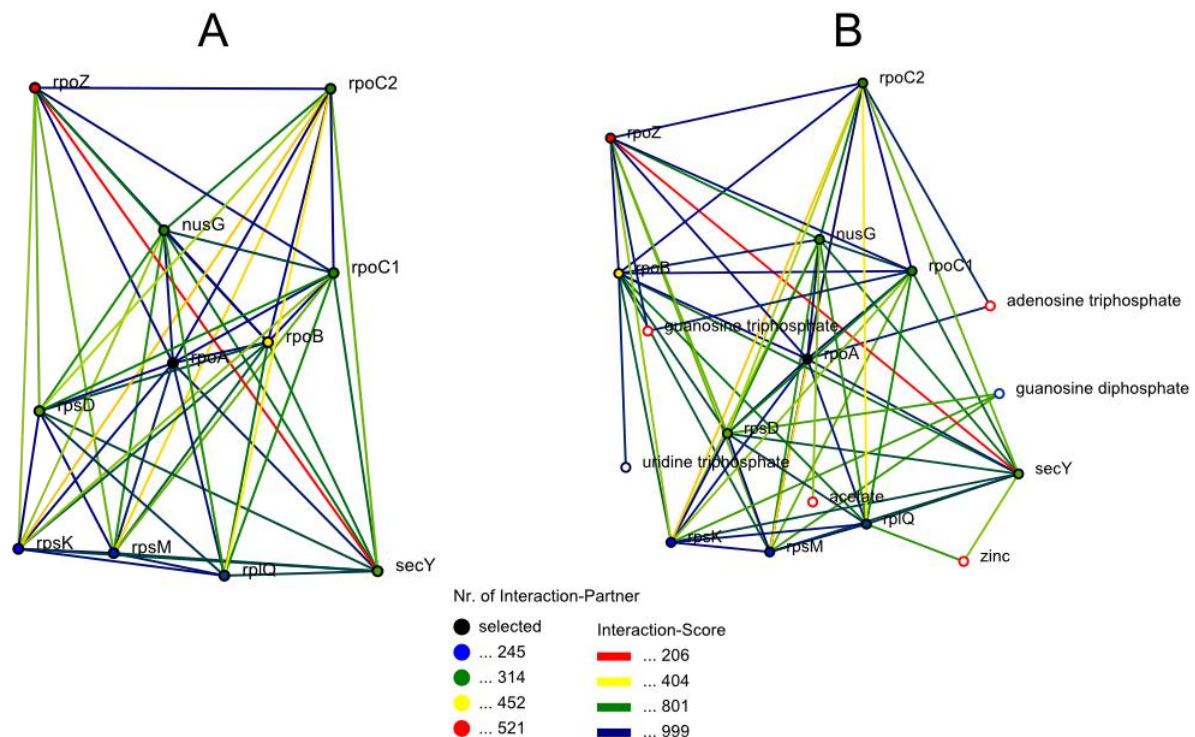 A
B
rpoZ
rpoC2
nusG
rpoC1
rpoB
rpoA
rpsD
rpsK
rpsM
rplQ
secY
rpoC2
rpoZ
nusG
rpoB
rpoC1
adenosine triphosphate
guanosine triphosphate
rpoA
guanosine diphosphate
rpsD
uridine triphosphate
secY
acetate
rplQ
rpsK
rpsM
zinc
Nr. of Interaction-Partner
selected
... 245
... 314
... 452
... 521
Interaction-Score
... 206
... 404
... 801
... 999